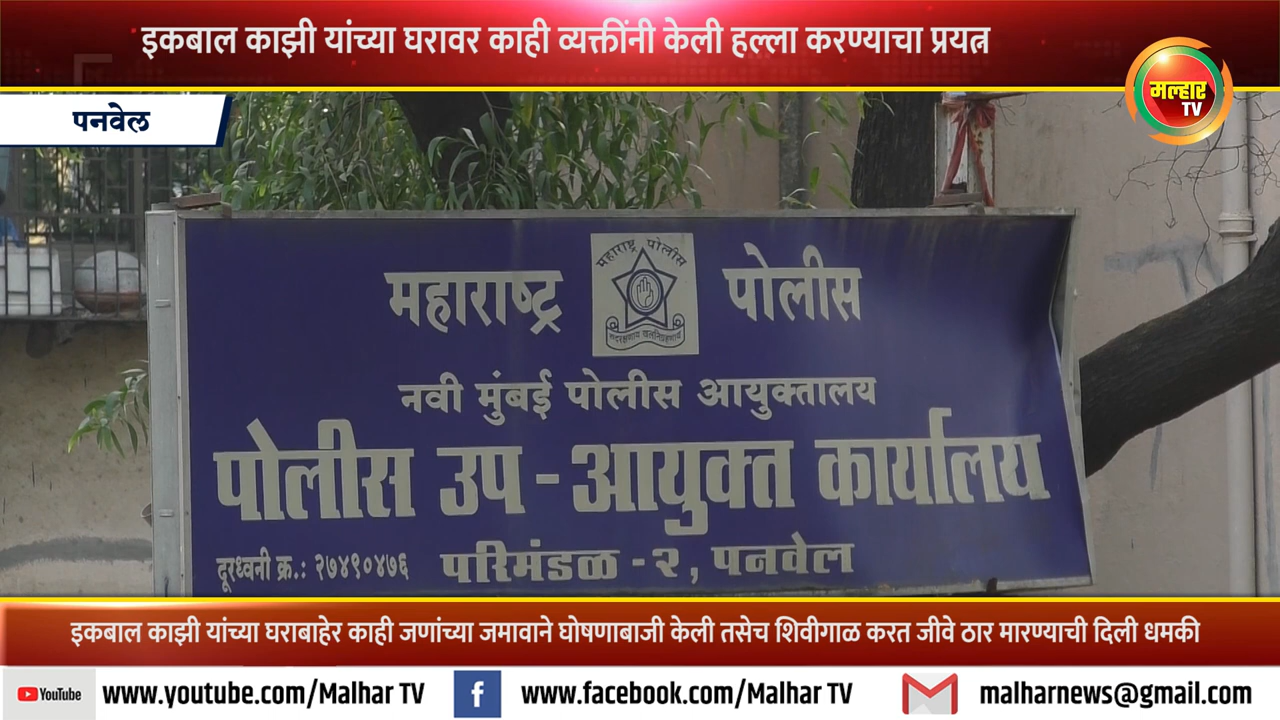 इकबाल काझी यांच्या घरावर काही व्यक्तींनी केली हल्ला करण्याचा प्रयत्न
मल्हार
TV
पनवेल
महाराष्ट्र पोलीस
महाराष्ट्र पोलीस
नवी मुंबई पोलीस आयुक्तालय
पोलीस उप-आयुक्त कार्यालय
दूरध्वनी क्र.: २७४९०४७६ परिमंडळ -२, पनवेल
इकबाल काझी यांच्या घराबाहेर काही जणांच्या जमावाने घोषणाबाजी केली तसेच शिवीगाळ करत जीवे ठार मारण्याची दिली धमकी
YouTube www.youtube.com/Malhar TV f www.facebook.com/Malhar TV malharnews@gmail.com